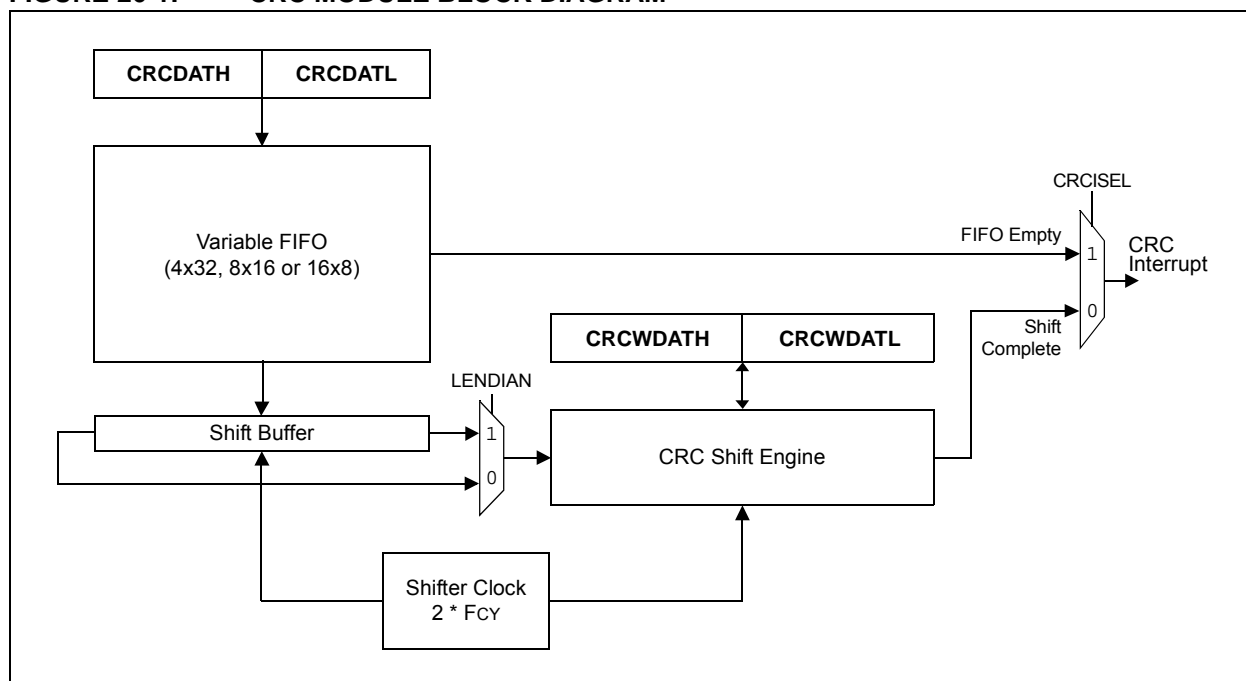 CRCDATH CRCDATL
Variable FIFO
(4x32, 8x16 or 16x8)
CRCISEL
FIFO Empty
1
CRC
Interrupt
0
Shift
Complete
CRCWDATH CRCWDATL
LENDIAN
Shift Buffer
1
0
CRC Shift Engine
Shifter Clock
2 * FCY